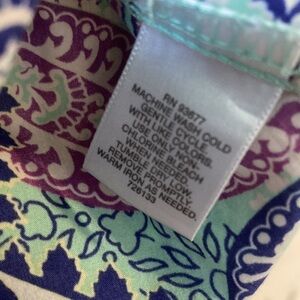 RN 93677
MACHINE WASH COLD
GENTLE CYCLE
WITH LIKE COLORS.
USE ONLY NON-
CHLORINE BLEACH
WHEN NEEDED.
TUMBLE DRY LOW,
REMOVE PROMPTLY
WARM IRON AS NEEDED.
726133